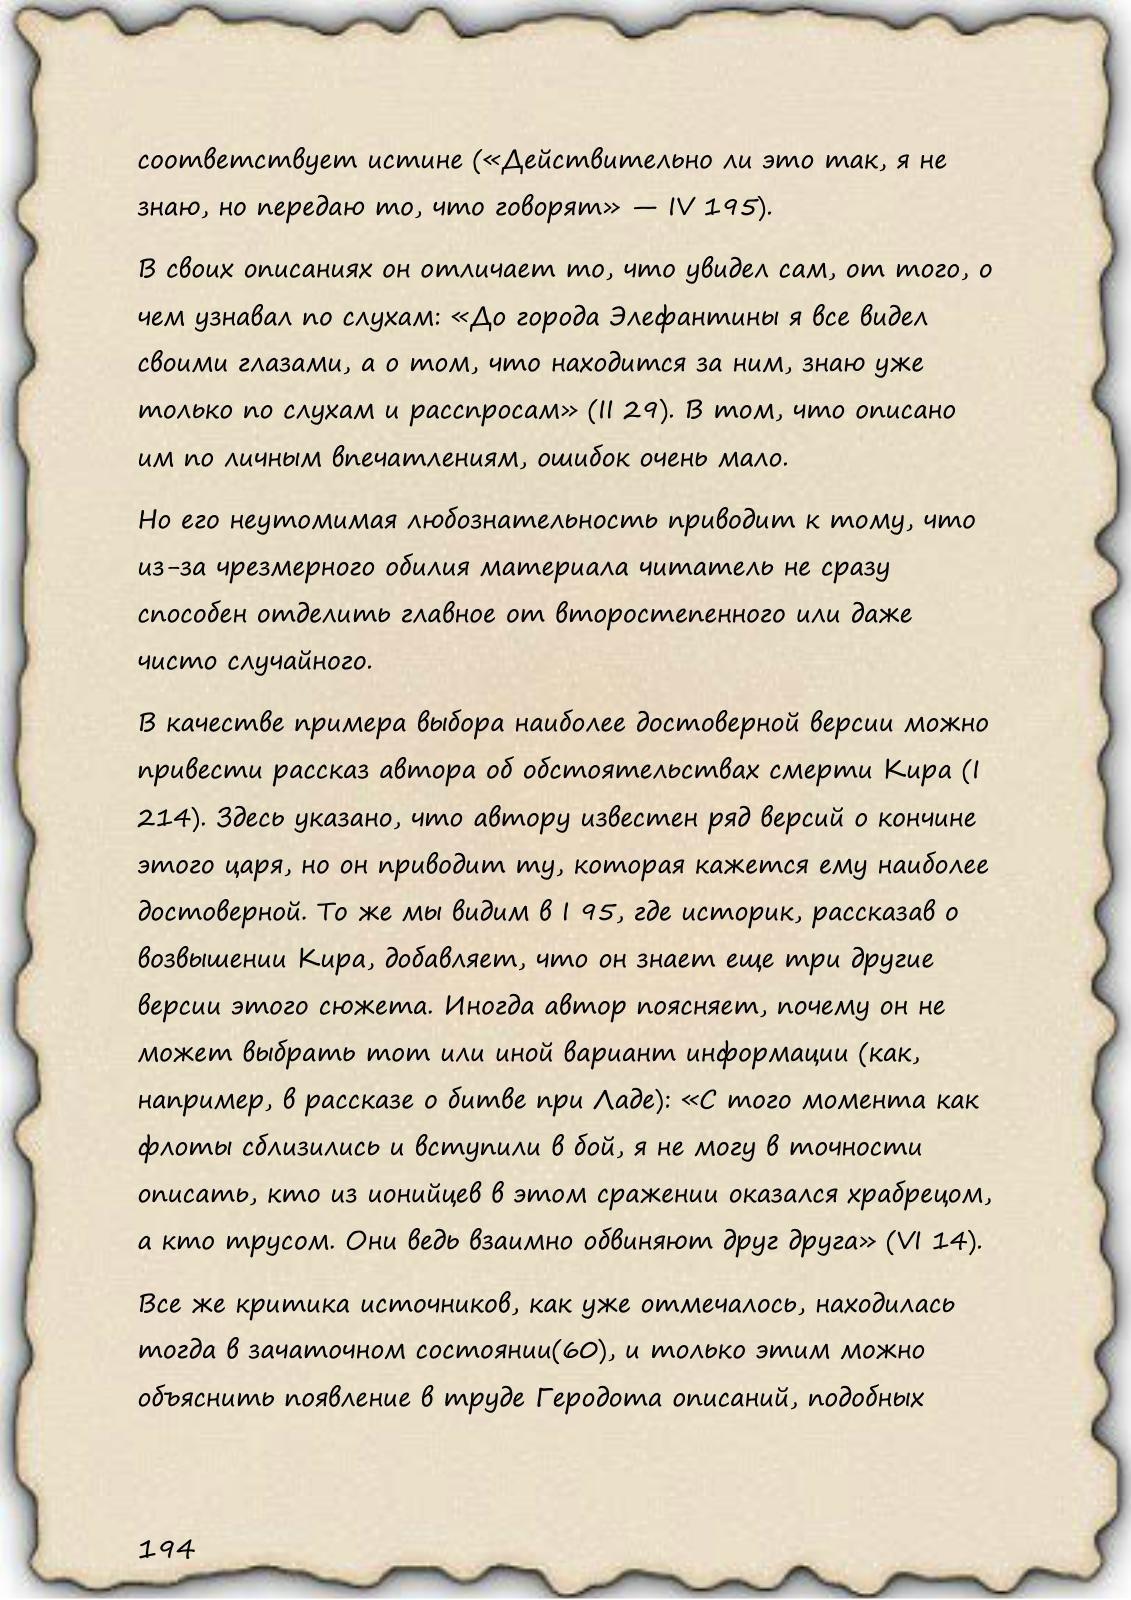 соответствует истине («Действительно ли это так, я не
знаю, но передаю то, что говорят» — IV 195).
В своих описаниях он отличает то, что увидел сам, от того, о
чем узнавал по слухам: «До города Элефантины я все видел
своими глазами, а о том, что находится за ним, знаю уже
только по слухам и расспросам» (II 29). В том, что описано
им по личным впечатлениям, ошибок очень мало.
Но его неутомимая любознательность приводит к тому, что
из-за чрезмерного обилия материала читатель не сразу
способен отделить главное от второстепенного или даже
чисто случайного.
В качестве примера выбора наиболее достоверной версии можно
привести рассказ автора об обстоятельствах смерти Кира (I
214). Здесь указано, что автору известен ряд версий о кончине
этого царя, но он приводит ту, которая кажется ему наиболее
достоверной. То же мы видим в I 95, где историк, рассказав о
возвышении Кира, добавляет, что он знает еще три другие
версии этого сюжета. Иногда автор поясняет, почему он не
может выбрать тот или иной вариант информации (как,
например, в рассказе о битве при Ладе): «С того момента как
флоты сблизились и вступили в бой, я не могу в точности
описать, кто из ионийцев в этом сражении оказался храбрецом,
а кто трусом. Они ведь взаимно обвиняют друг друга» (VI 14).
Все же критика источников, как уже отмечалось, находилась
тогда в зачаточном состоянии(60), и только этим можно
объяснить появление в труде Геродота описаний, подобных
194